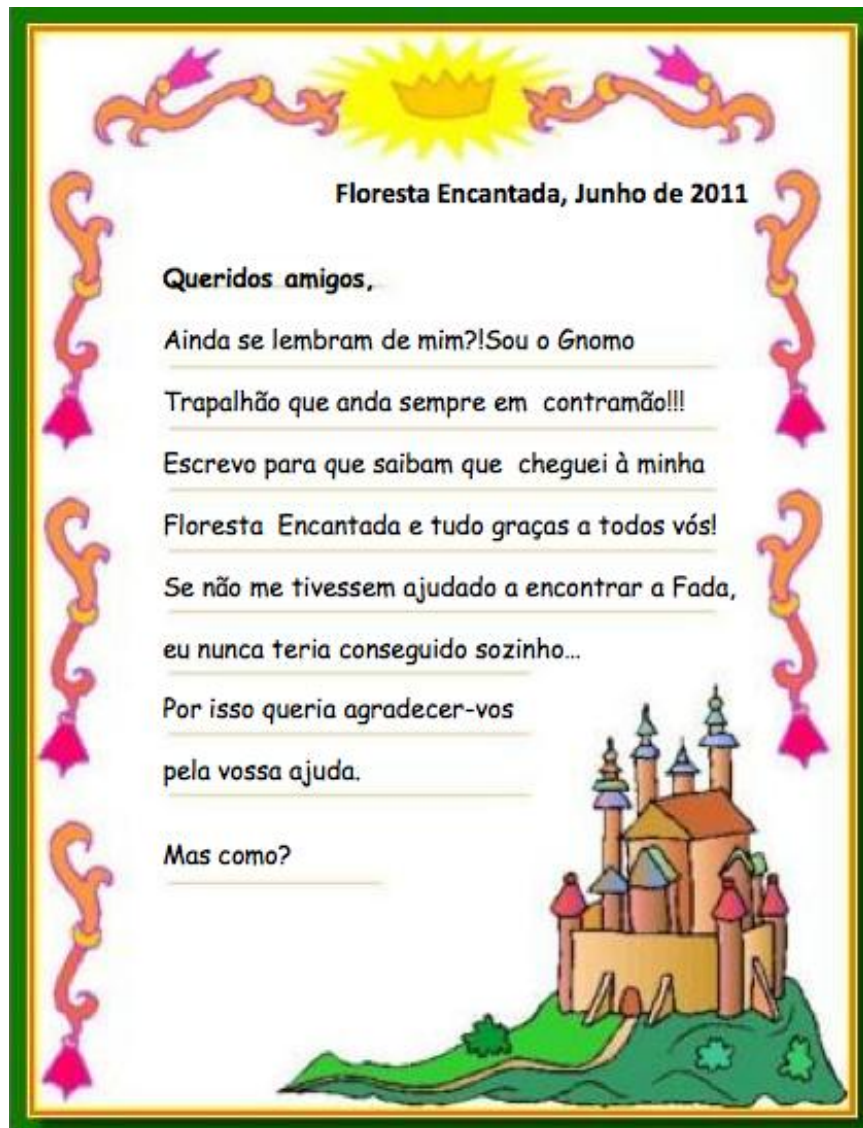 Floresta Encantada, Junho de 2011
Queridos amigos,
Ainda se lembram de mim?!Sou o Gnomo
Trapalhão que anda sempre em contramão!!!
Escrevo para que saibam que cheguei à minha
Floresta Encantada e tudo graças a todos vós!
Se não me tivessem ajudado a encontrar a Fada,
eu nunca teria conseguido sozinho...
Por isso queria agradecer-vos
pela vossa ajuda.
Mas como?